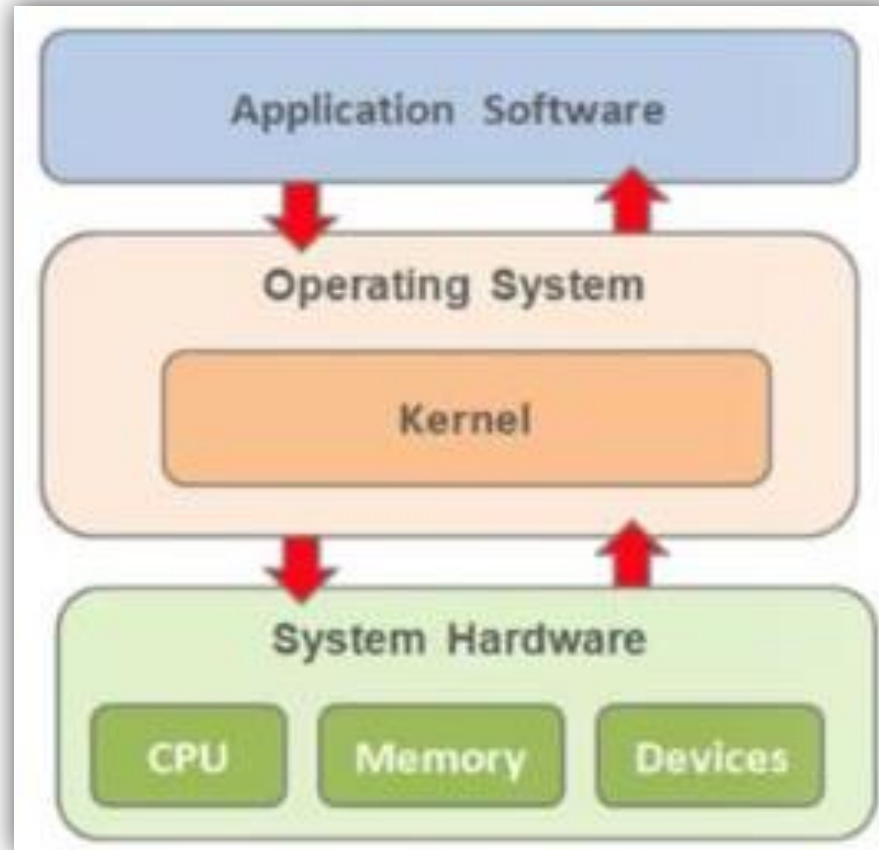 Application Software
Operating System
Kernel
System Hardware
CPU Memory Devices